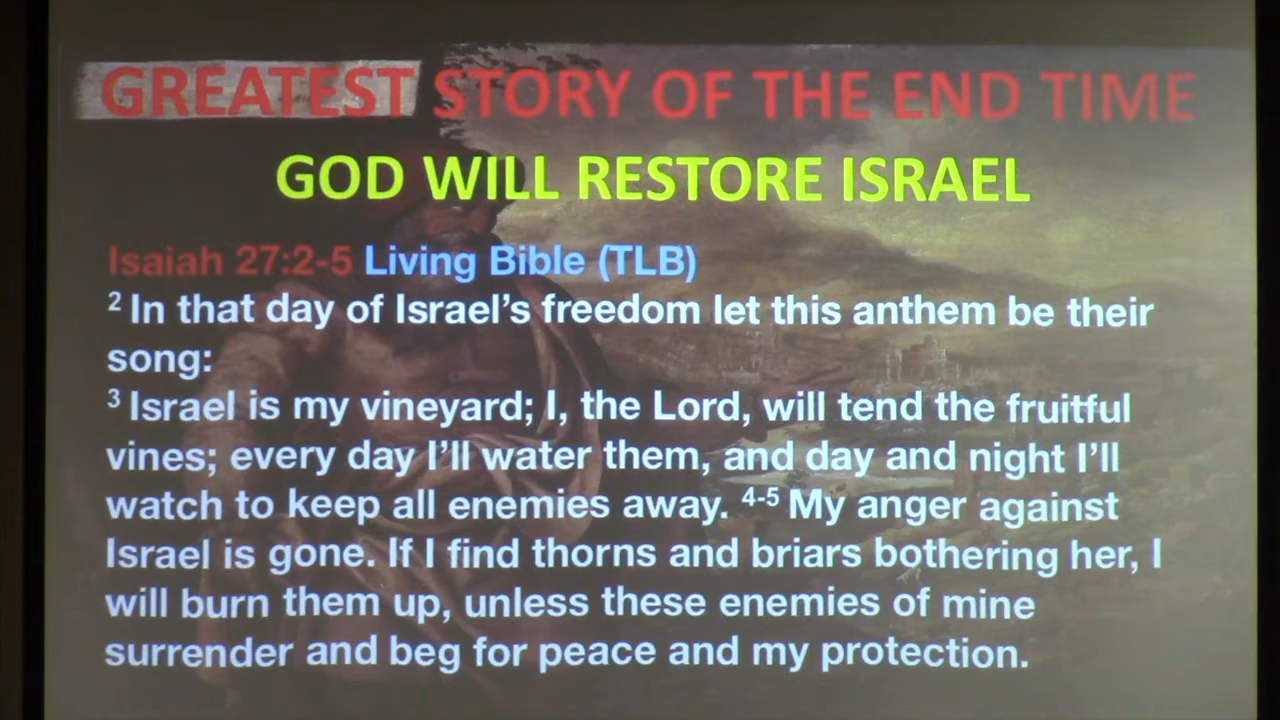 GREATEST STORY OF THE END TIME
GOD WILL RESTORE ISRAEL
Isaiah 27:2-5 Living Bible (TLB)
2 In that day of Israel’s freedom let this anthem be their
song:
3 Israel is my vineyard; I, the Lord, will tend the fruitful
vines; every day I’ll water them, and day and night I’ll
watch to keep all enemies away. 4-5 My anger against
Israel is gone. If I find thorns and briars bothering her, I
will burn them up, unless these enemies of mine
surrender and beg for peace and my protection.